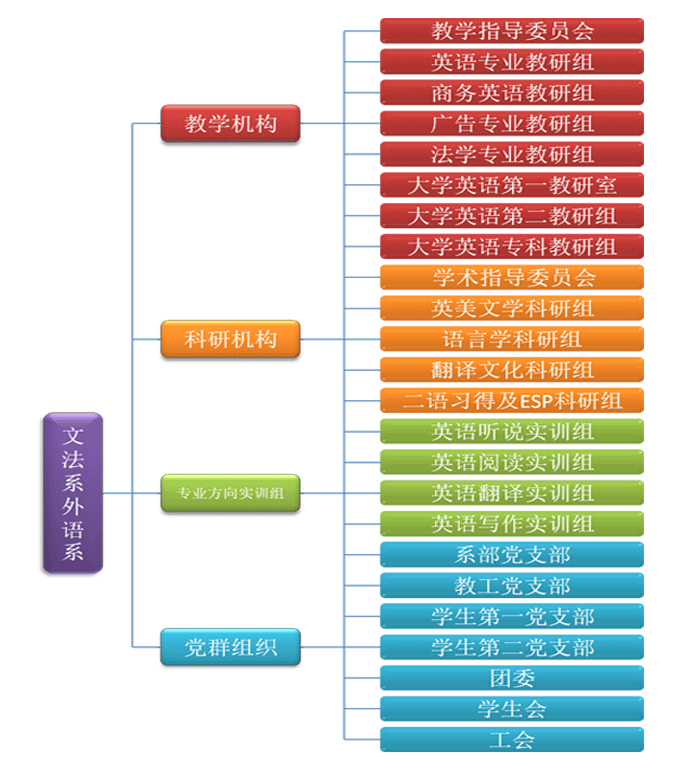 文法系外语系
教学机构
教学指导委员会
英语专业教研组
商务英语教研组
广告专业教研组
法学专业教研组
大学英语第一教研室
大学英语第二教研组
大学英语专科教研组
科研机构
学术指导委员会
英美文学科研组
语言学科研组
翻译文化科研组
二语习得及ESP科研组
专业方向实训组
英语听说实训组
英语阅读实训组
英语翻译实训组
英语写作实训组
党群组织
系部党支部
教工党支部
学生第一党支部
学生第二党支部
团委
学生会
工会